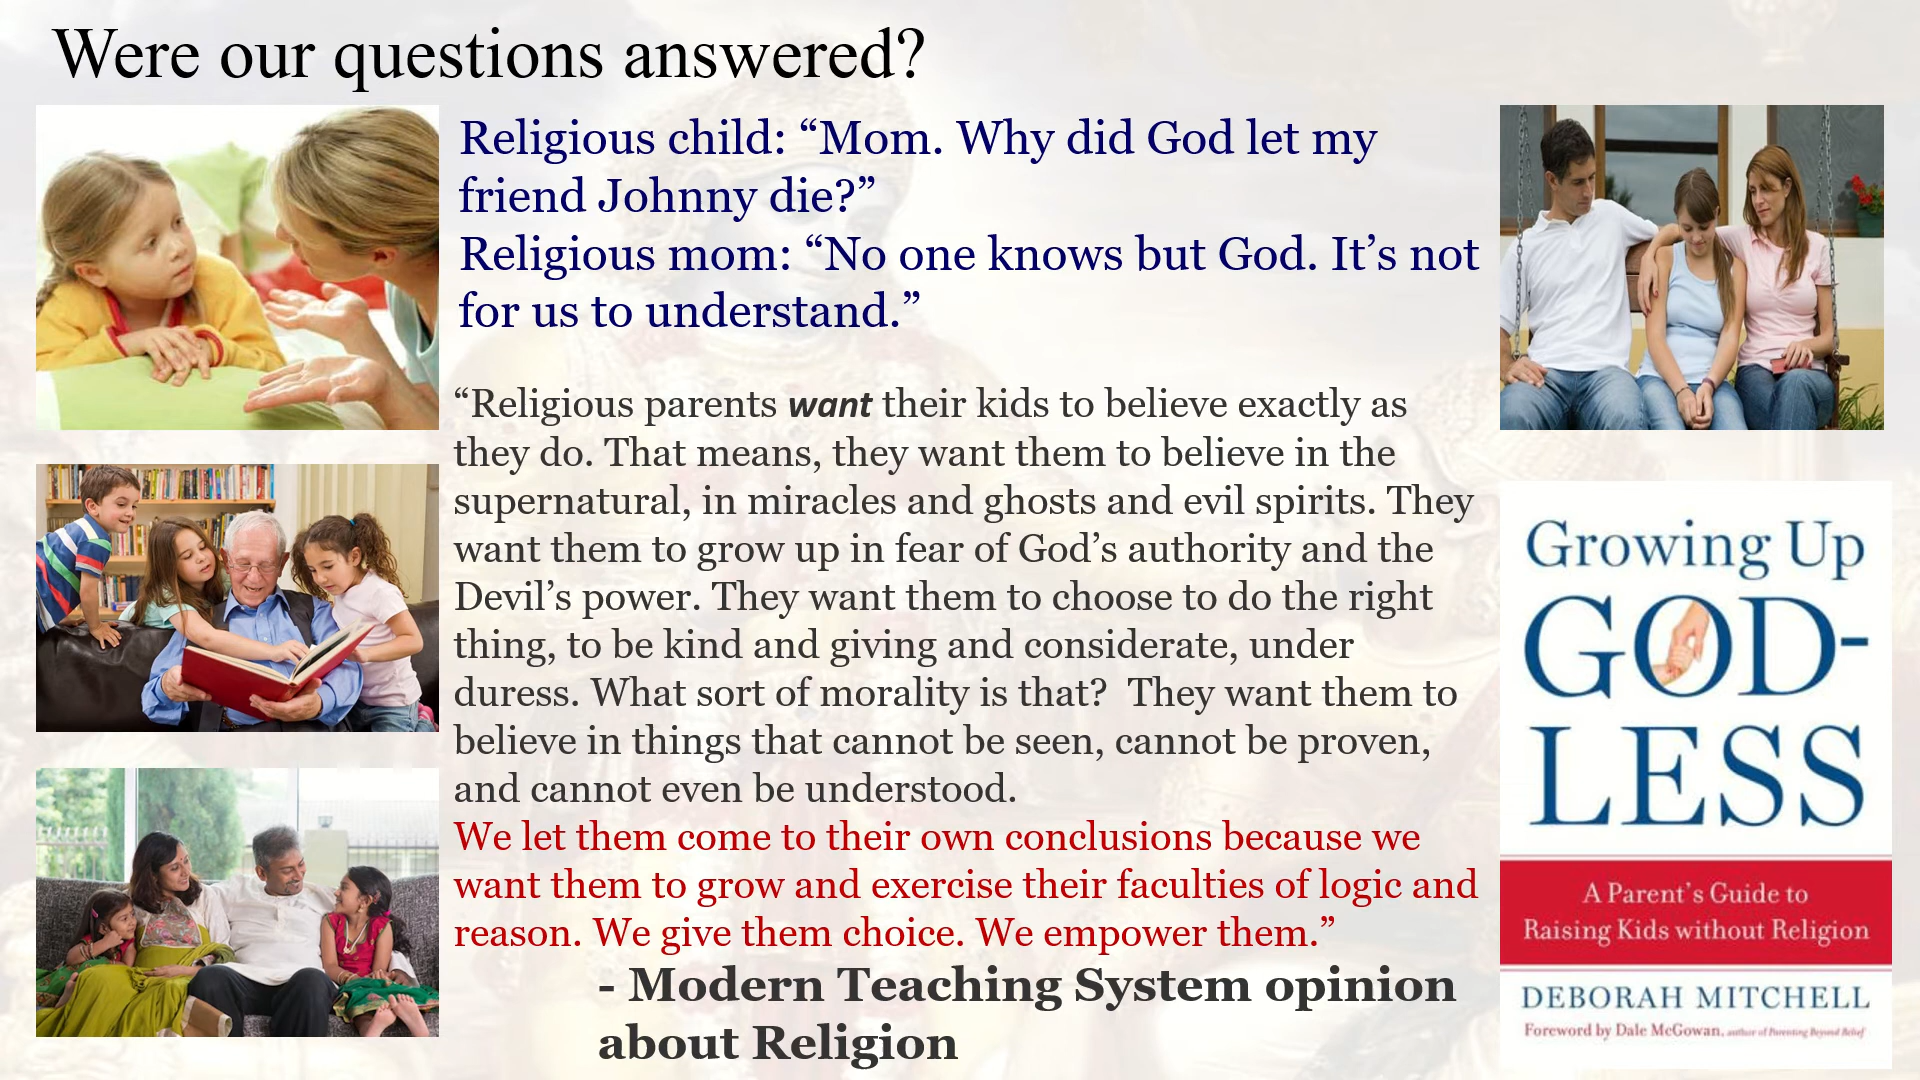 Were our questions answered?
Religious child: “Mom. Why did God let my
friend Johnny die?”
Religious mom: “No one knows but God. It’s not
for us to understand.”
“Religious parents want their kids to believe exactly as
they do. That means, they want them to believe in the
supernatural, in miracles and ghosts and evil spirits. They
want them to grow up in fear of God’s authority and the
Devil’s power. They want them to choose to do the right
thing, to be kind and giving and considerate, under
duress. What sort of morality is that?  They want them to
believe in things that cannot be seen, cannot be proven,
and cannot even be understood.
We let them come to their own conclusions because we
want them to grow and exercise their faculties of logic and
reason. We give them choice. We empower them.”
- Modern Teaching System opinion
about Religion
Growing Up
GOD-
LESS
A Parent’s Guide to
Raising Kids without Religion
DEBORAH MITCHELL
Foreword by Dale McGowan, author of Parenting Beyond Belief